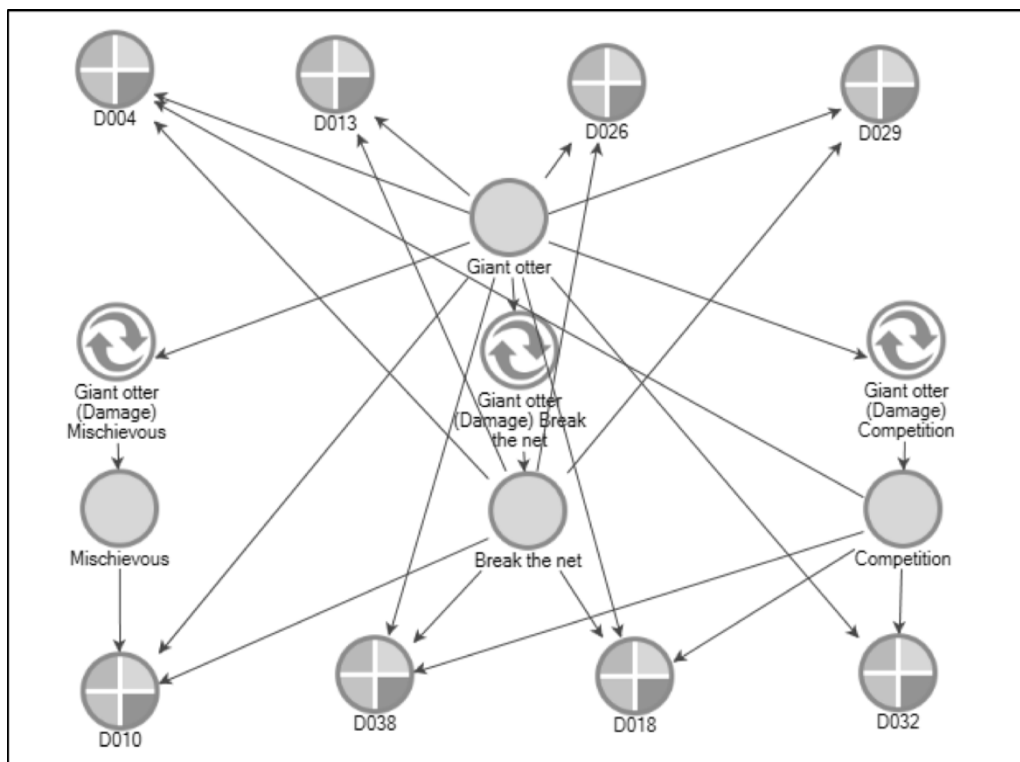 D004
D013
D026
D029
Giant otter
Giant otter
(Damage)
Mischievous
Giant otter
(Damage) Break
the net
Giant otter
(Damage)
Competition
Mischievous
Break the net
Competition
D010
D038
D018
D032